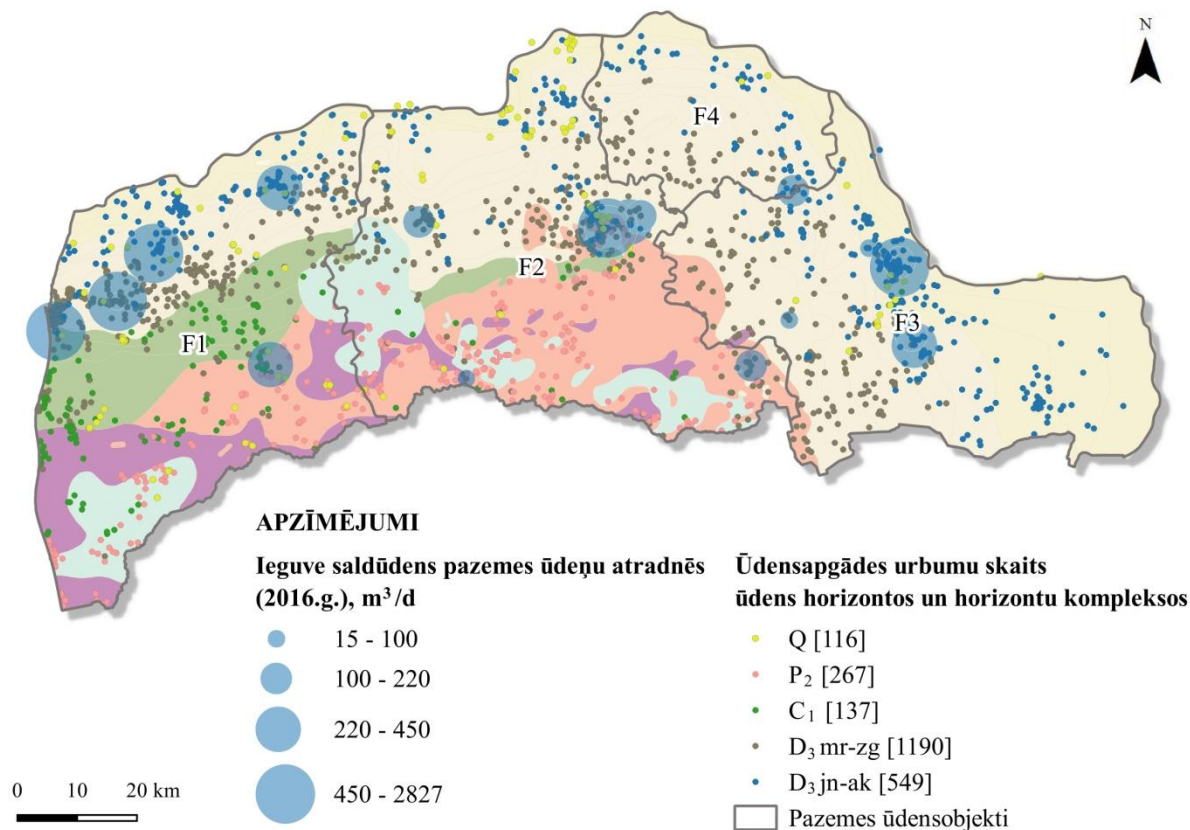 N
F4
F2
F3
F1
APZĪMĒJUMI
Ieguve saldūdens pazemes ūdeņu atradnēs
(2016.g.), m³/d
15 - 100
100 - 220
220 - 450
450 - 2827
Ūdensapgādes urbumu skaits
ūdens horizontos un horizontu kompleksos
Q [116]
P₂ [267]
C₁ [137]
D₃ mr-zg [1190]
D₃ jn-ak [549]
Pazemes ūdensobjekti
0 10 20 km